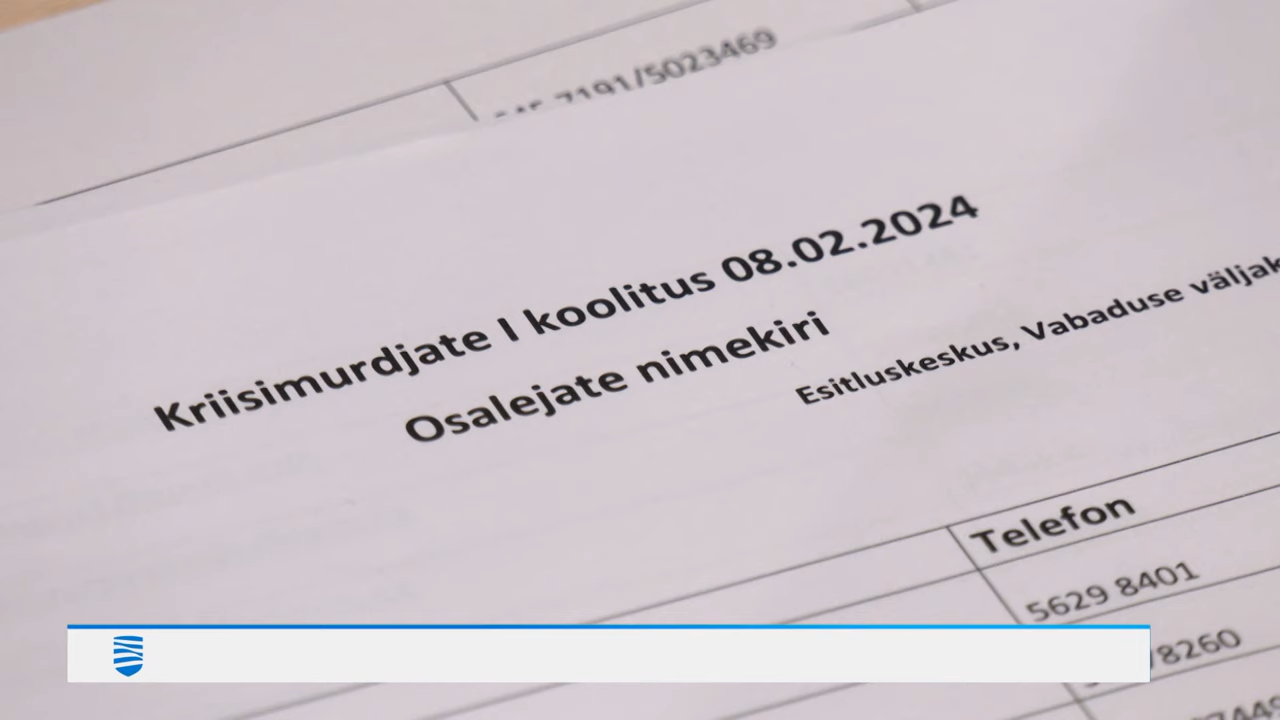 7191/5023469
Kriisimurdjate I koolitus 08.02.2024
Osalejate nimekiri
Esitluskeskus, Vabaduse väljak
Telefon
5629 8401
8260